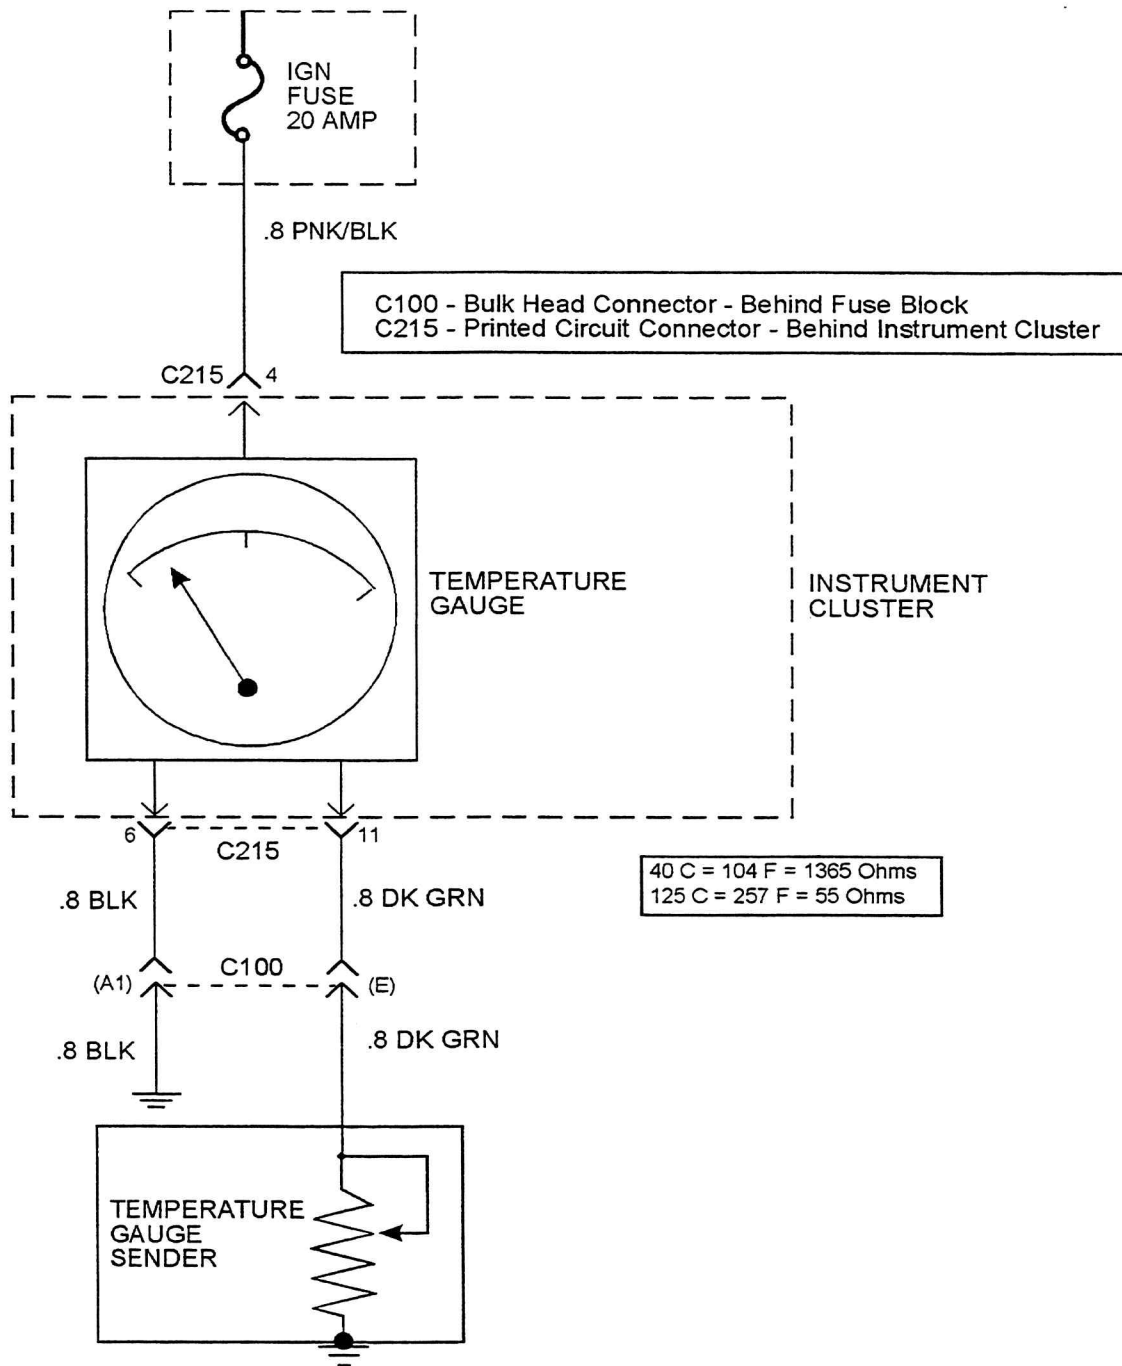 IGN
FUSE
20 AMP
.8 PNK/BLK
C100 - Bulk Head Connector - Behind Fuse Block
C215 - Printed Circuit Connector - Behind Instrument Cluster
C215 4
TEMPERATURE
GAUGE
INSTRUMENT
CLUSTER
6 11
C215
40 C = 104 F = 1365 Ohms
125 C = 257 F = 55 Ohms
.8 BLK .8 DK GRN
C100
(A1) (E)
.8 BLK .8 DK GRN
TEMPERATURE
GAUGE
SENDER